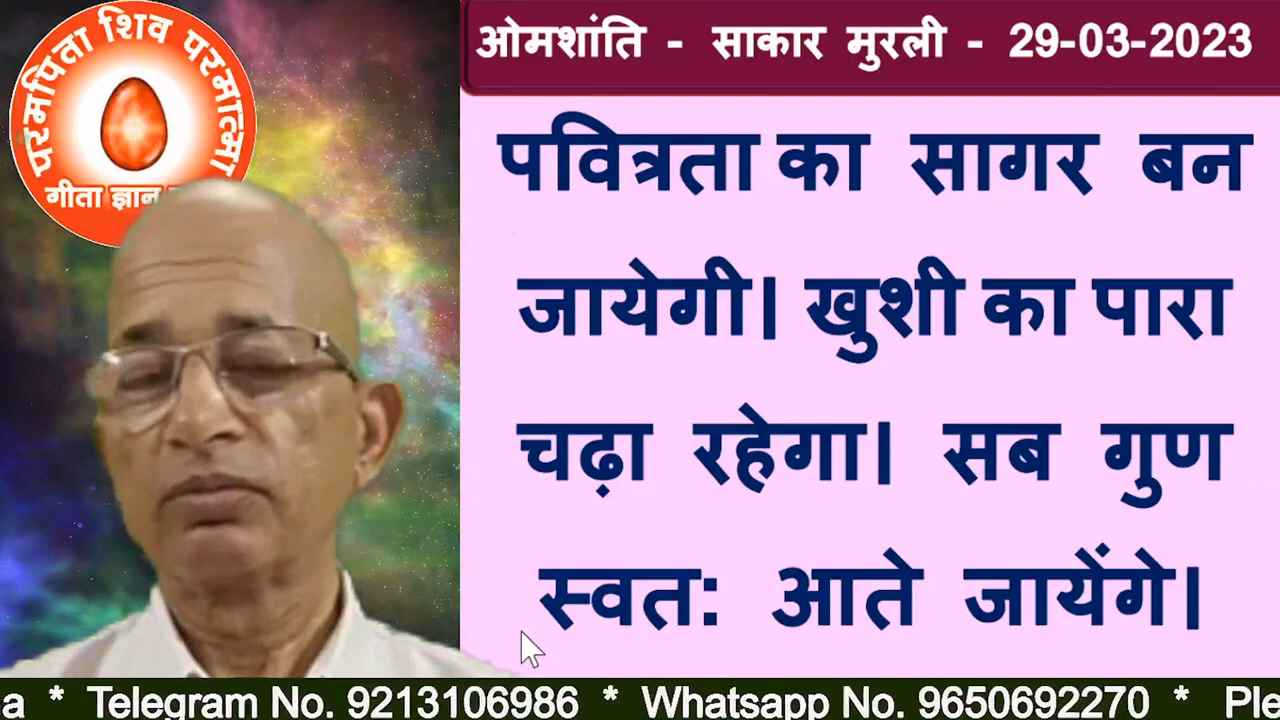 परमपिता शिव परमात्मा
गीता ज्ञान
ओमशांति - साकार मुरली - 29-03-2023
पवित्रता का सागर बन
जायेगी। खुशी का पारा
चढ़ा रहेगा। सब गुण
स्वत: आते जायेंगे।
a * Telegram No. 9213106986 * Whatsapp No. 9650692270 * Ple